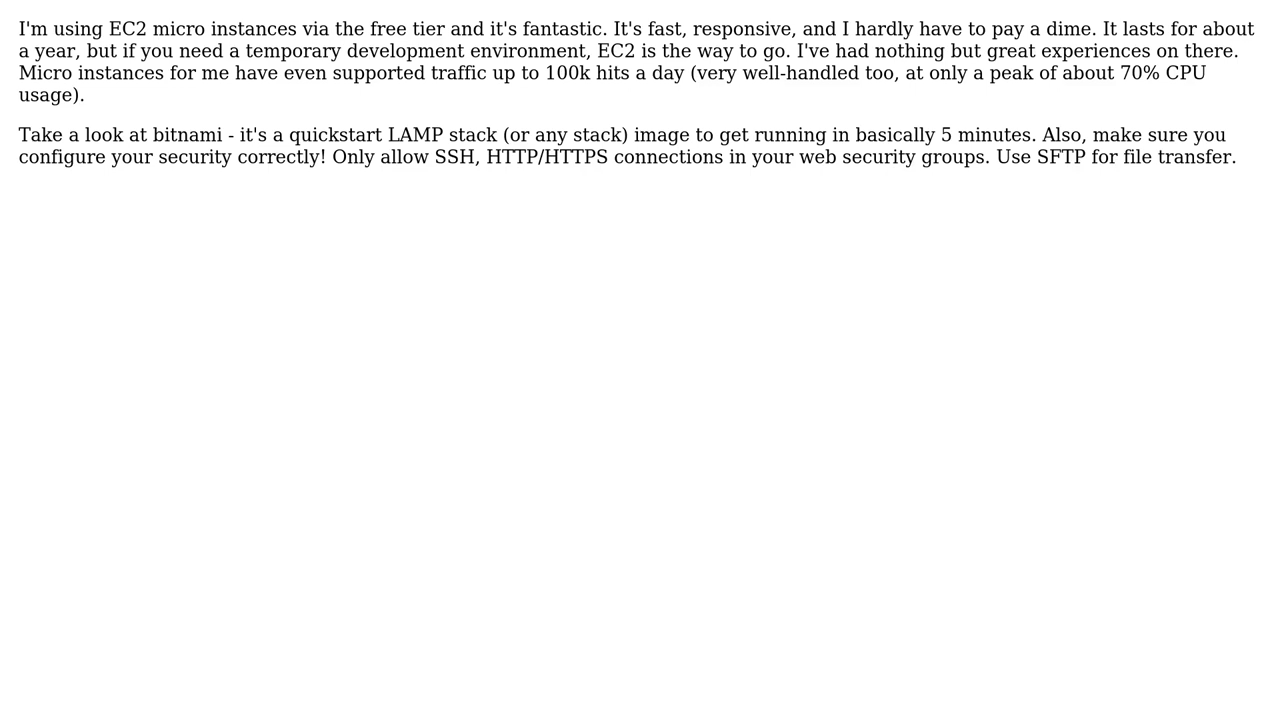 I'm using EC2 micro instances via the free tier and it's fantastic. It's fast, responsive, and I hardly have to pay a dime. It lasts for about
a year, but if you need a temporary development environment, EC2 is the way to go. I've had nothing but great experiences on there.
Micro instances for me have even supported traffic up to 100k hits a day (very well-handled too, at only a peak of about 70% CPU
usage).
Take a look at bitnami - it's a quickstart LAMP stack (or any stack) image to get running in basically 5 minutes. Also, make sure you
configure your security correctly! Only allow SSH, HTTP/HTTPS connections in your web security groups. Use SFTP for file transfer.